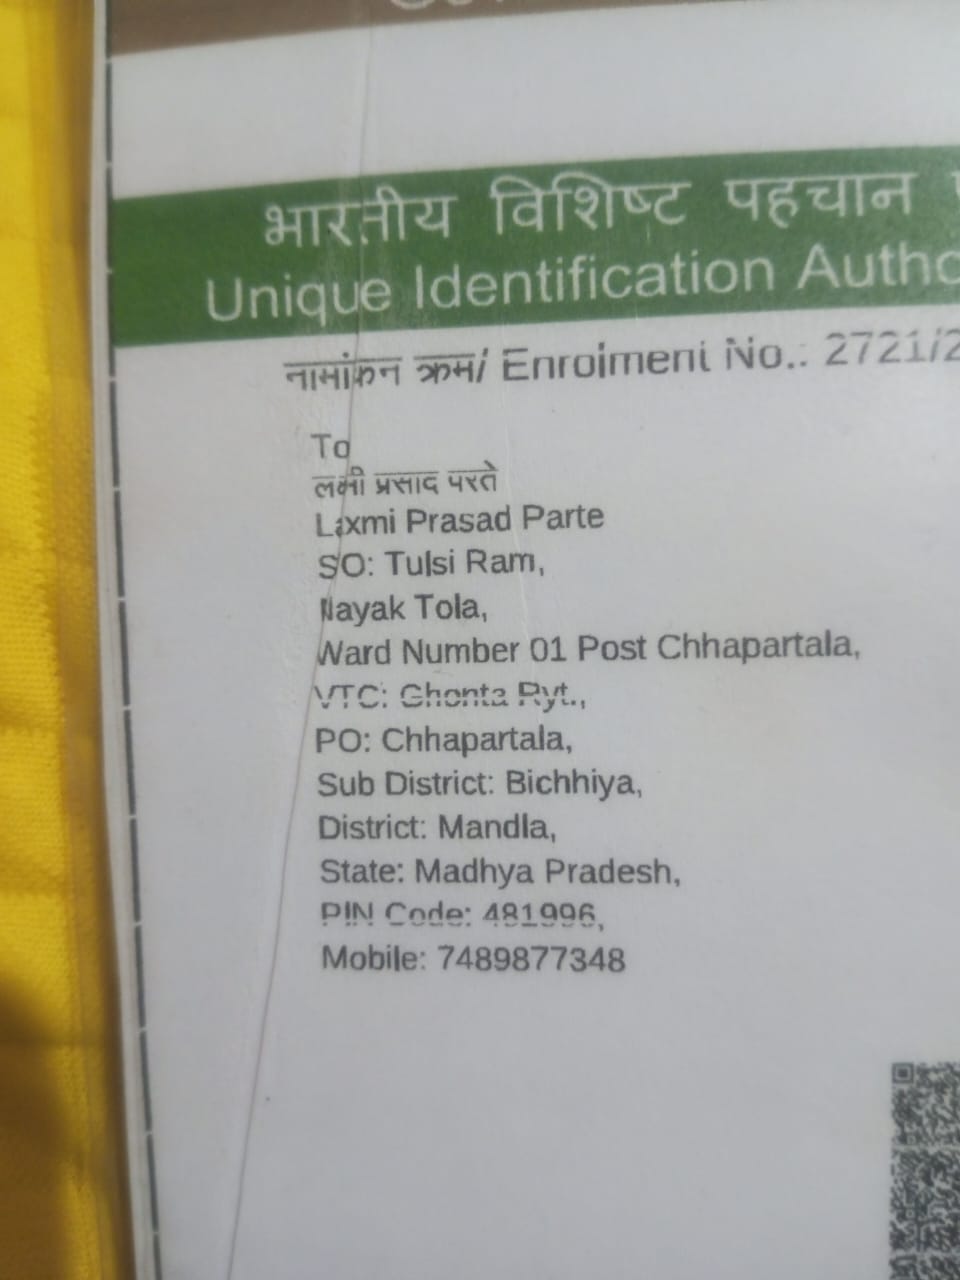 भारतीय विशिष्ट पहचान
Unique Identification
नामांकन क्रम/ Enrolment No.: 2721/2
To
लक्ष्मी प्रसाद परते
Laxmi Prasad Parte
SO: Tulsi Ram,
Nayak Tola,
Ward Number 01 Post Chhapartala,
VTC: Ghonta Ryt.,
PO: Chhapartala,
Sub District: Bichhiya,
District: Mandla,
State: Madhya Pradesh,
PIN Code: 481996,
Mobile: 7489877348